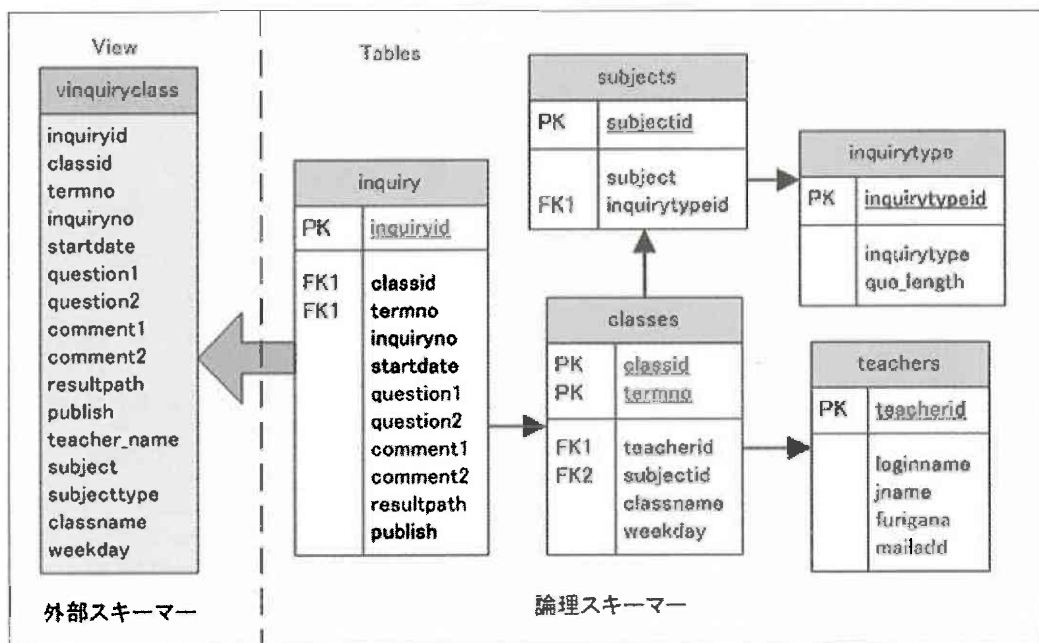 View
vinquiryclass
inquiryid
classid
termno
inquiryno
startdate
question1
question2
comment1
comment2
resultpath
publish
teacher_name
subject
subjecttype
classname
weekday
外部スキーマー
Tables
inquiry
PK inquiryid
FK1 classid
FK1 termno
inquiryno
startdate
question1
question2
comment1
comment2
resultpath
publish
subjects
PK subjectid
subject
FK1 inquirytypeid
classes
PK classid
PK termno
FK1 teacherid
FK2 subjectid
classname
weekday
inquirytype
PK inquirytypeid
inquirytype
que_length
teachers
PK teacherid
loginname
jname
furigana
mailadd
論理スキーマー